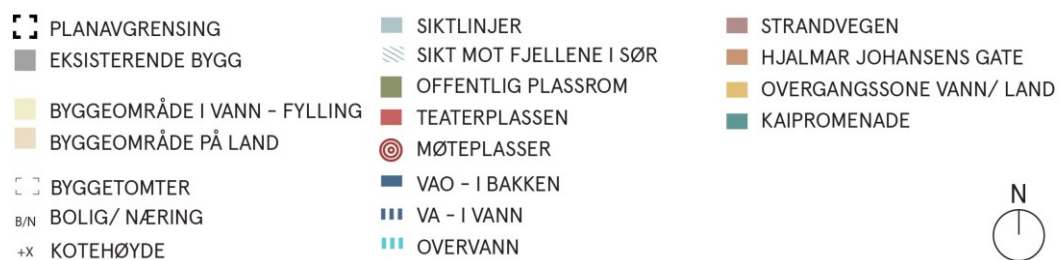 PLANAVGRENSING
EKSISTERENDE BYGG
BYGGEOMRÅDE I VANN - FYLLING
BYGGEOMRÅDE PÅ LAND
BYGGETOMTER
B/N BOLIG/ NÆRING
+X KOTEHØYDE
SIKTLINJER
SIKT MOT FJELLENE I SØR
OFFENTLIG PLASSROM
TEATERPLASSEN
MØTEPLASSER
VAO - I BAKKEN
VA - I VANN
OVERVANN
STRANDVEGEN
HJALMAR JOHANSENS GATE
OVERGANGSSONE VANN/ LAND
KAIPROMENADE
N